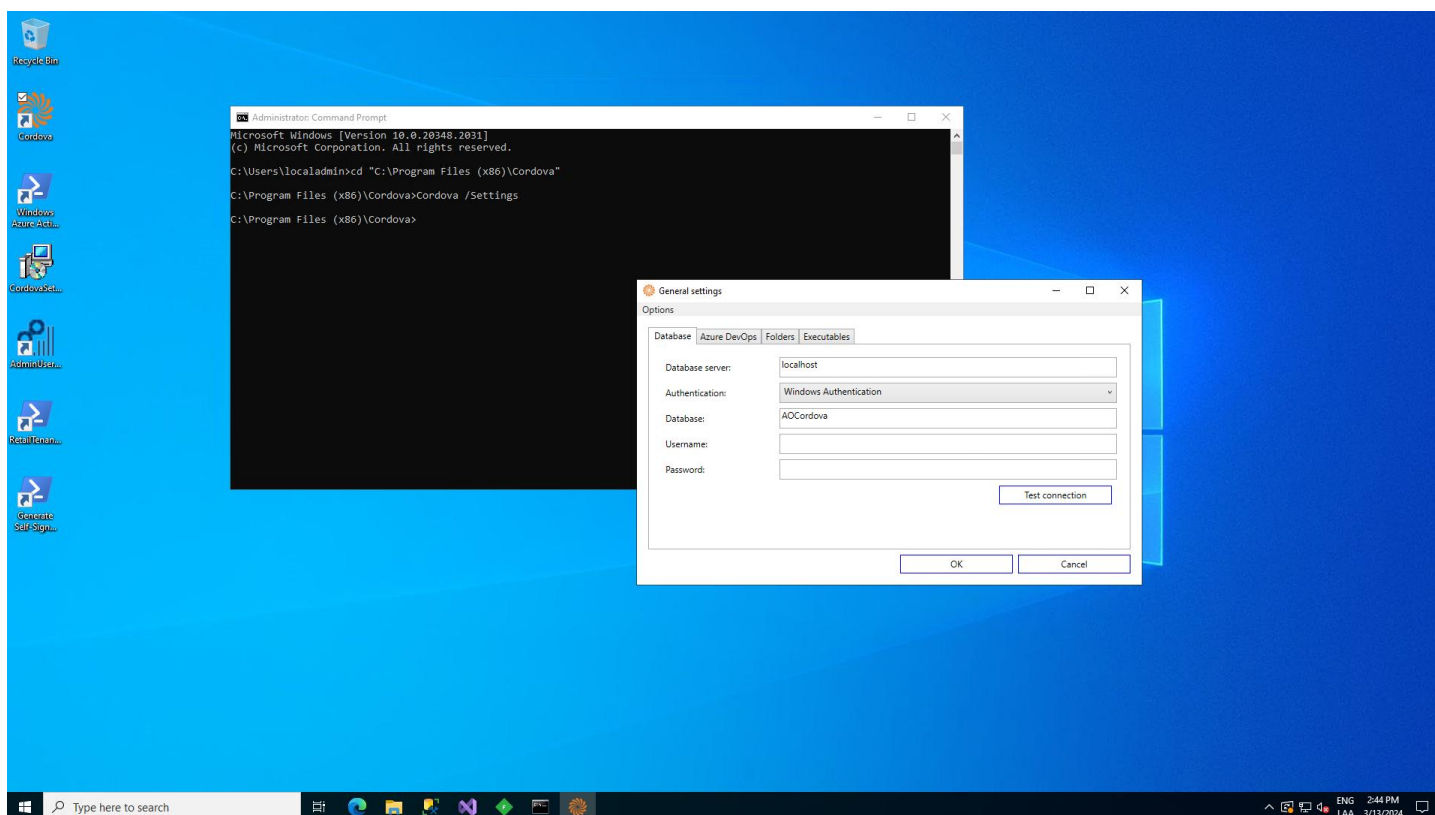 Recycle Bin
Cordova
Windows
Azure Acti...
CordovaSet...
AdminUser...
RetailTenan...
Generate
Self-Sign...
Administrator: Command Prompt
Microsoft Windows [Version 10.0.20348.2031]
(c) Microsoft Corporation. All rights reserved.
C:\Users\localadmin>cd "C:\Program Files (x86)\Cordova"
C:\Program Files (x86)\Cordova>Cordova /Settings
C:\Program Files (x86)\Cordova>
General settings
Options
Database Azure DevOps Folders Executables
Database server: localhost
Authentication: Windows Authentication
Database: AOCordova
Username:
Password:
Test connection
OK Cancel
Type here to search
ENG 2:44 PM
LAA 3/13/2024